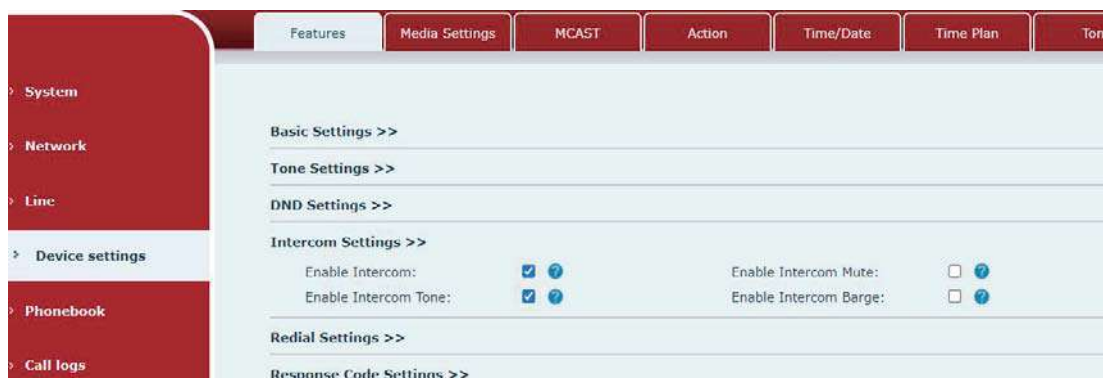 Features Media Settings MCAST Action Time/Date Time Plan
System
Network
Line
Device settings
Phonebook
Call logs
Basic Settings >>
Tone Settings >>
DND Settings >>
Intercom Settings >>
Enable Intercom: Enable Intercom Mute:
Enable Intercom Tone: Enable Intercom Barge:
Redial Settings >>
Response Code Settings >>